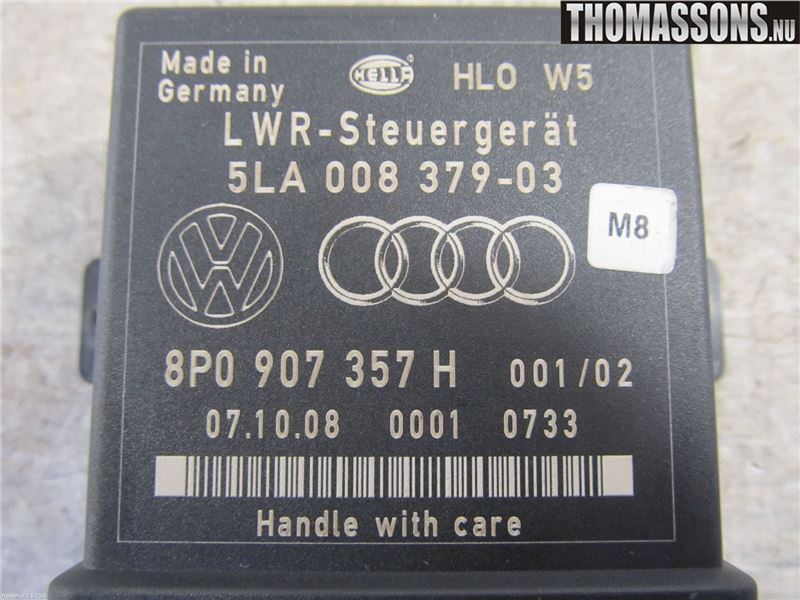 THOMASSONS.NU
Made in
Germany
HELLA
HLO W5
LWR-Steuergerät
5LA 008 379-03
M8
8P0 907 357 H 001/02
07.10.08 0001 0733
Handle with care